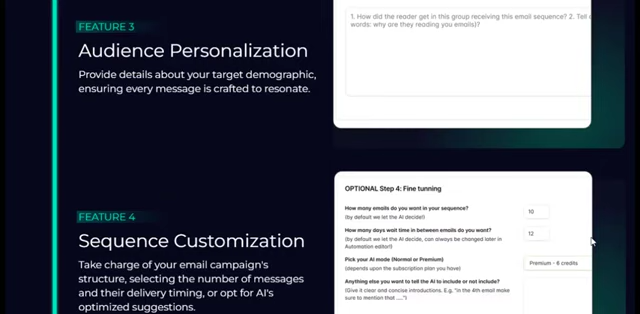 FEATURE 3
Audience Personalization
Provide details about your target demographic,
ensuring every message is crafted to resonate.
1. How did the reader get in this group receiving this email sequence? 2. Tell
words: why are they reading you emails)?
FEATURE 4
Sequence Customization
Take charge of your email campaign's
structure, selecting the number of messages
and their delivery timing, or opt for AI's
optimized suggestions.
OPTIONAL Step 4: Fine tunning
How many emails do you want in your sequence?
(by default we let the AI decide!)
10
How many days wait time in between emails do you want?
(by default we let the AI decide, can always be changed later in
Automation editor!)
12
Pick your AI mode (Normal or Premium)
(depends upon the subscription plan you have)
Premium - 6 credits
Anything else you want to tell the AI to include or not include?
(Give it clear and concise introductions. E.g. "in the 4th email make
sure to mention that ....")